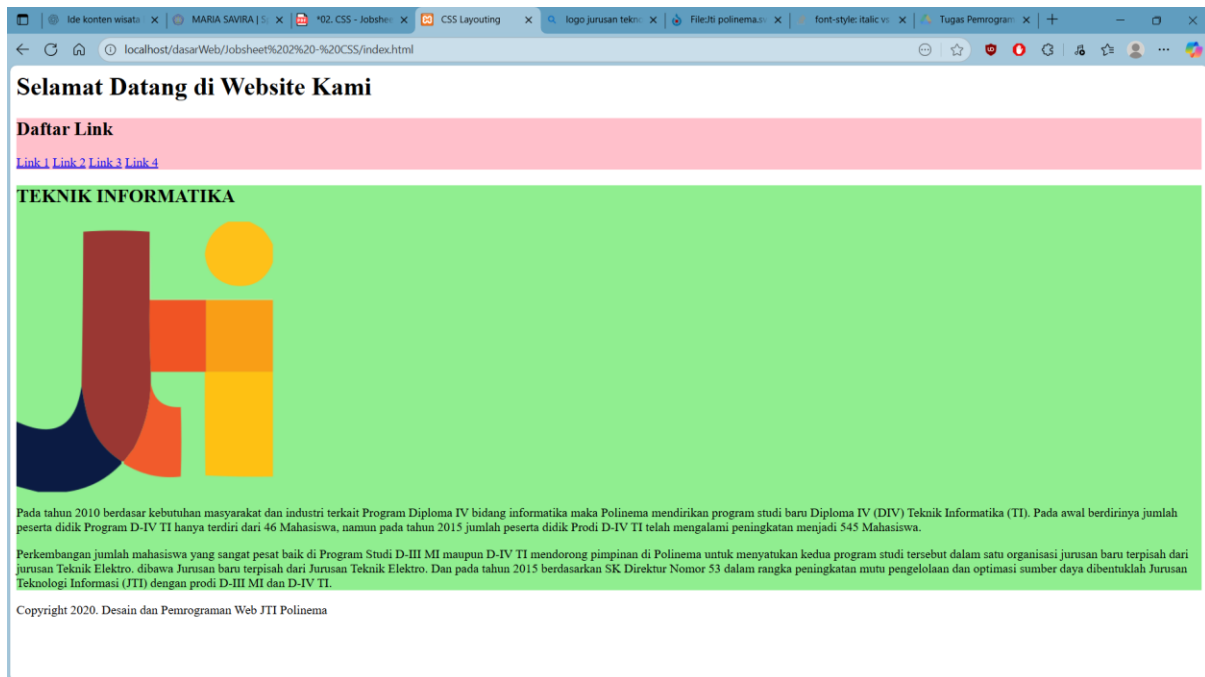 Ide konten wisata
MARIA SAVIRA | S
*02. CSS - Jobshe
CSS Layouting
logo jurusan tekno
File:Jti polinema.sv
font-style: italic vs
Tugas Pemrogram
localhost/dasarWeb/Jobsheet%202%20-%20CSS/index.html
Selamat Datang di Website Kami
Daftar Link
Link 1 Link 2 Link 3 Link 4
TEKNIK INFORMATIKA
Pada tahun 2010 berdasar kebutuhan masyarakat dan industri terkait Program Diploma IV bidang informatika maka Polinema mendirikan program studi baru Diploma IV (DIV) Teknik Informatika (TI). Pada awal berdirinya jumlah
peserta didik Program D-IV TI hanya terdiri dari 46 Mahasiswa, namun pada tahun 2015 jumlah peserta didik Prodi D-IV TI telah mengalami peningkatan menjadi 545 Mahasiswa.
Perkembangan jumlah mahasiswa yang sangat pesat baik di Program Studi D-III MI maupun D-IV TI mendorong pimpinan di Polinema untuk menyatukan kedua program studi tersebut dalam satu organisasi jurusan baru terpisah dari
jurusan Teknik Elektro. dibawa Jurusan baru terpisah dari Jurusan Teknik Elektro. Dan pada tahun 2015 berdasarkan SK Direktur Nomor 53 dalam rangka peningkatan mutu pengelolaan dan optimasi sumber daya dibentuklah Jurusan
Teknologi Informasi (JTI) dengan prodi D-III MI dan D-IV TI.
Copyright 2020. Desain dan Pemrograman Web JTI Polinema